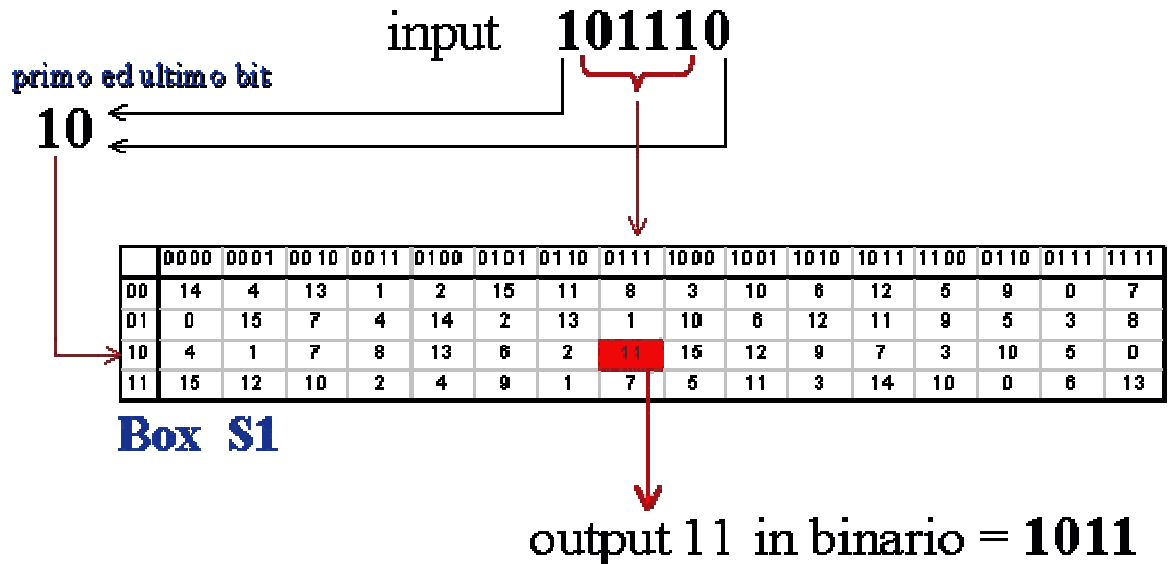 input 101110
primo ed ultimo bit
10
0000 0001 0010 0011 0100 0101 0110 0111 1000 1001 1010 1011 1100 0110 0111 1111
00 14 4 13 1 2 15 11 8 3 10 6 12 5 9 0 7
01 0 15 7 4 14 2 13 1 10 6 12 11 9 5 3 8
10 4 1 7 8 13 6 2 11 15 12 9 7 3 10 5 0
11 15 12 10 2 4 9 1 7 5 11 3 14 10 0 6 13
Box S1
output 11 in binario = 1011